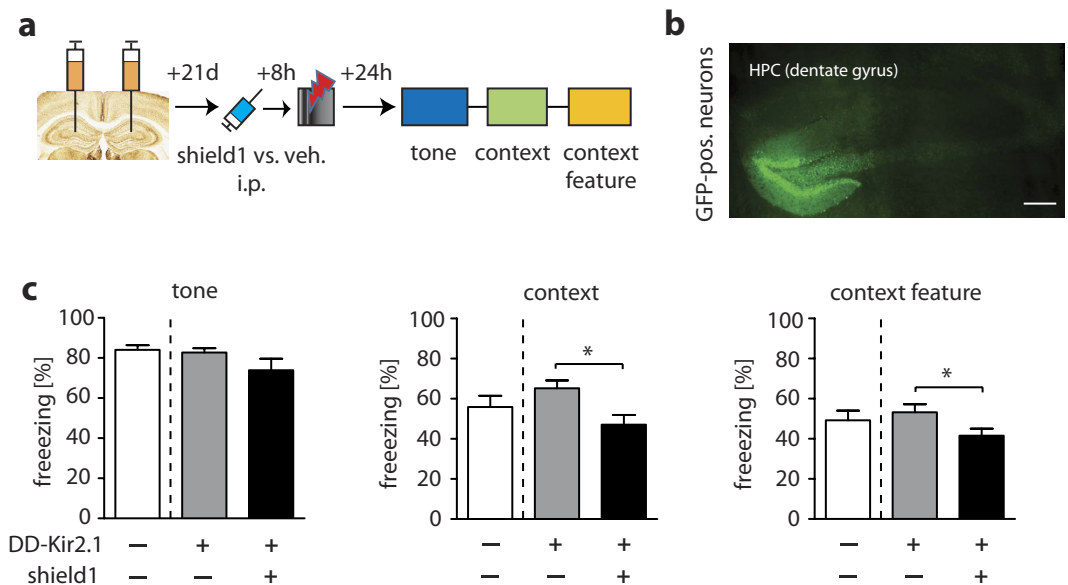 a
+21d
+8h
+24h
shield1 vs. veh.
i.p.
tone
context
context
feature
b
GFP-pos. neurons
HPC (dentate gyrus)
c
tone
freeezing [%]
100
80
60
40
20
0
context
*
freeezing [%]
100
80
60
40
20
0
context feature
*
freeezing [%]
100
80
60
40
20
0
DD-Kir2.1 – + + – + + – + +
shield1 – – + – – + – – +